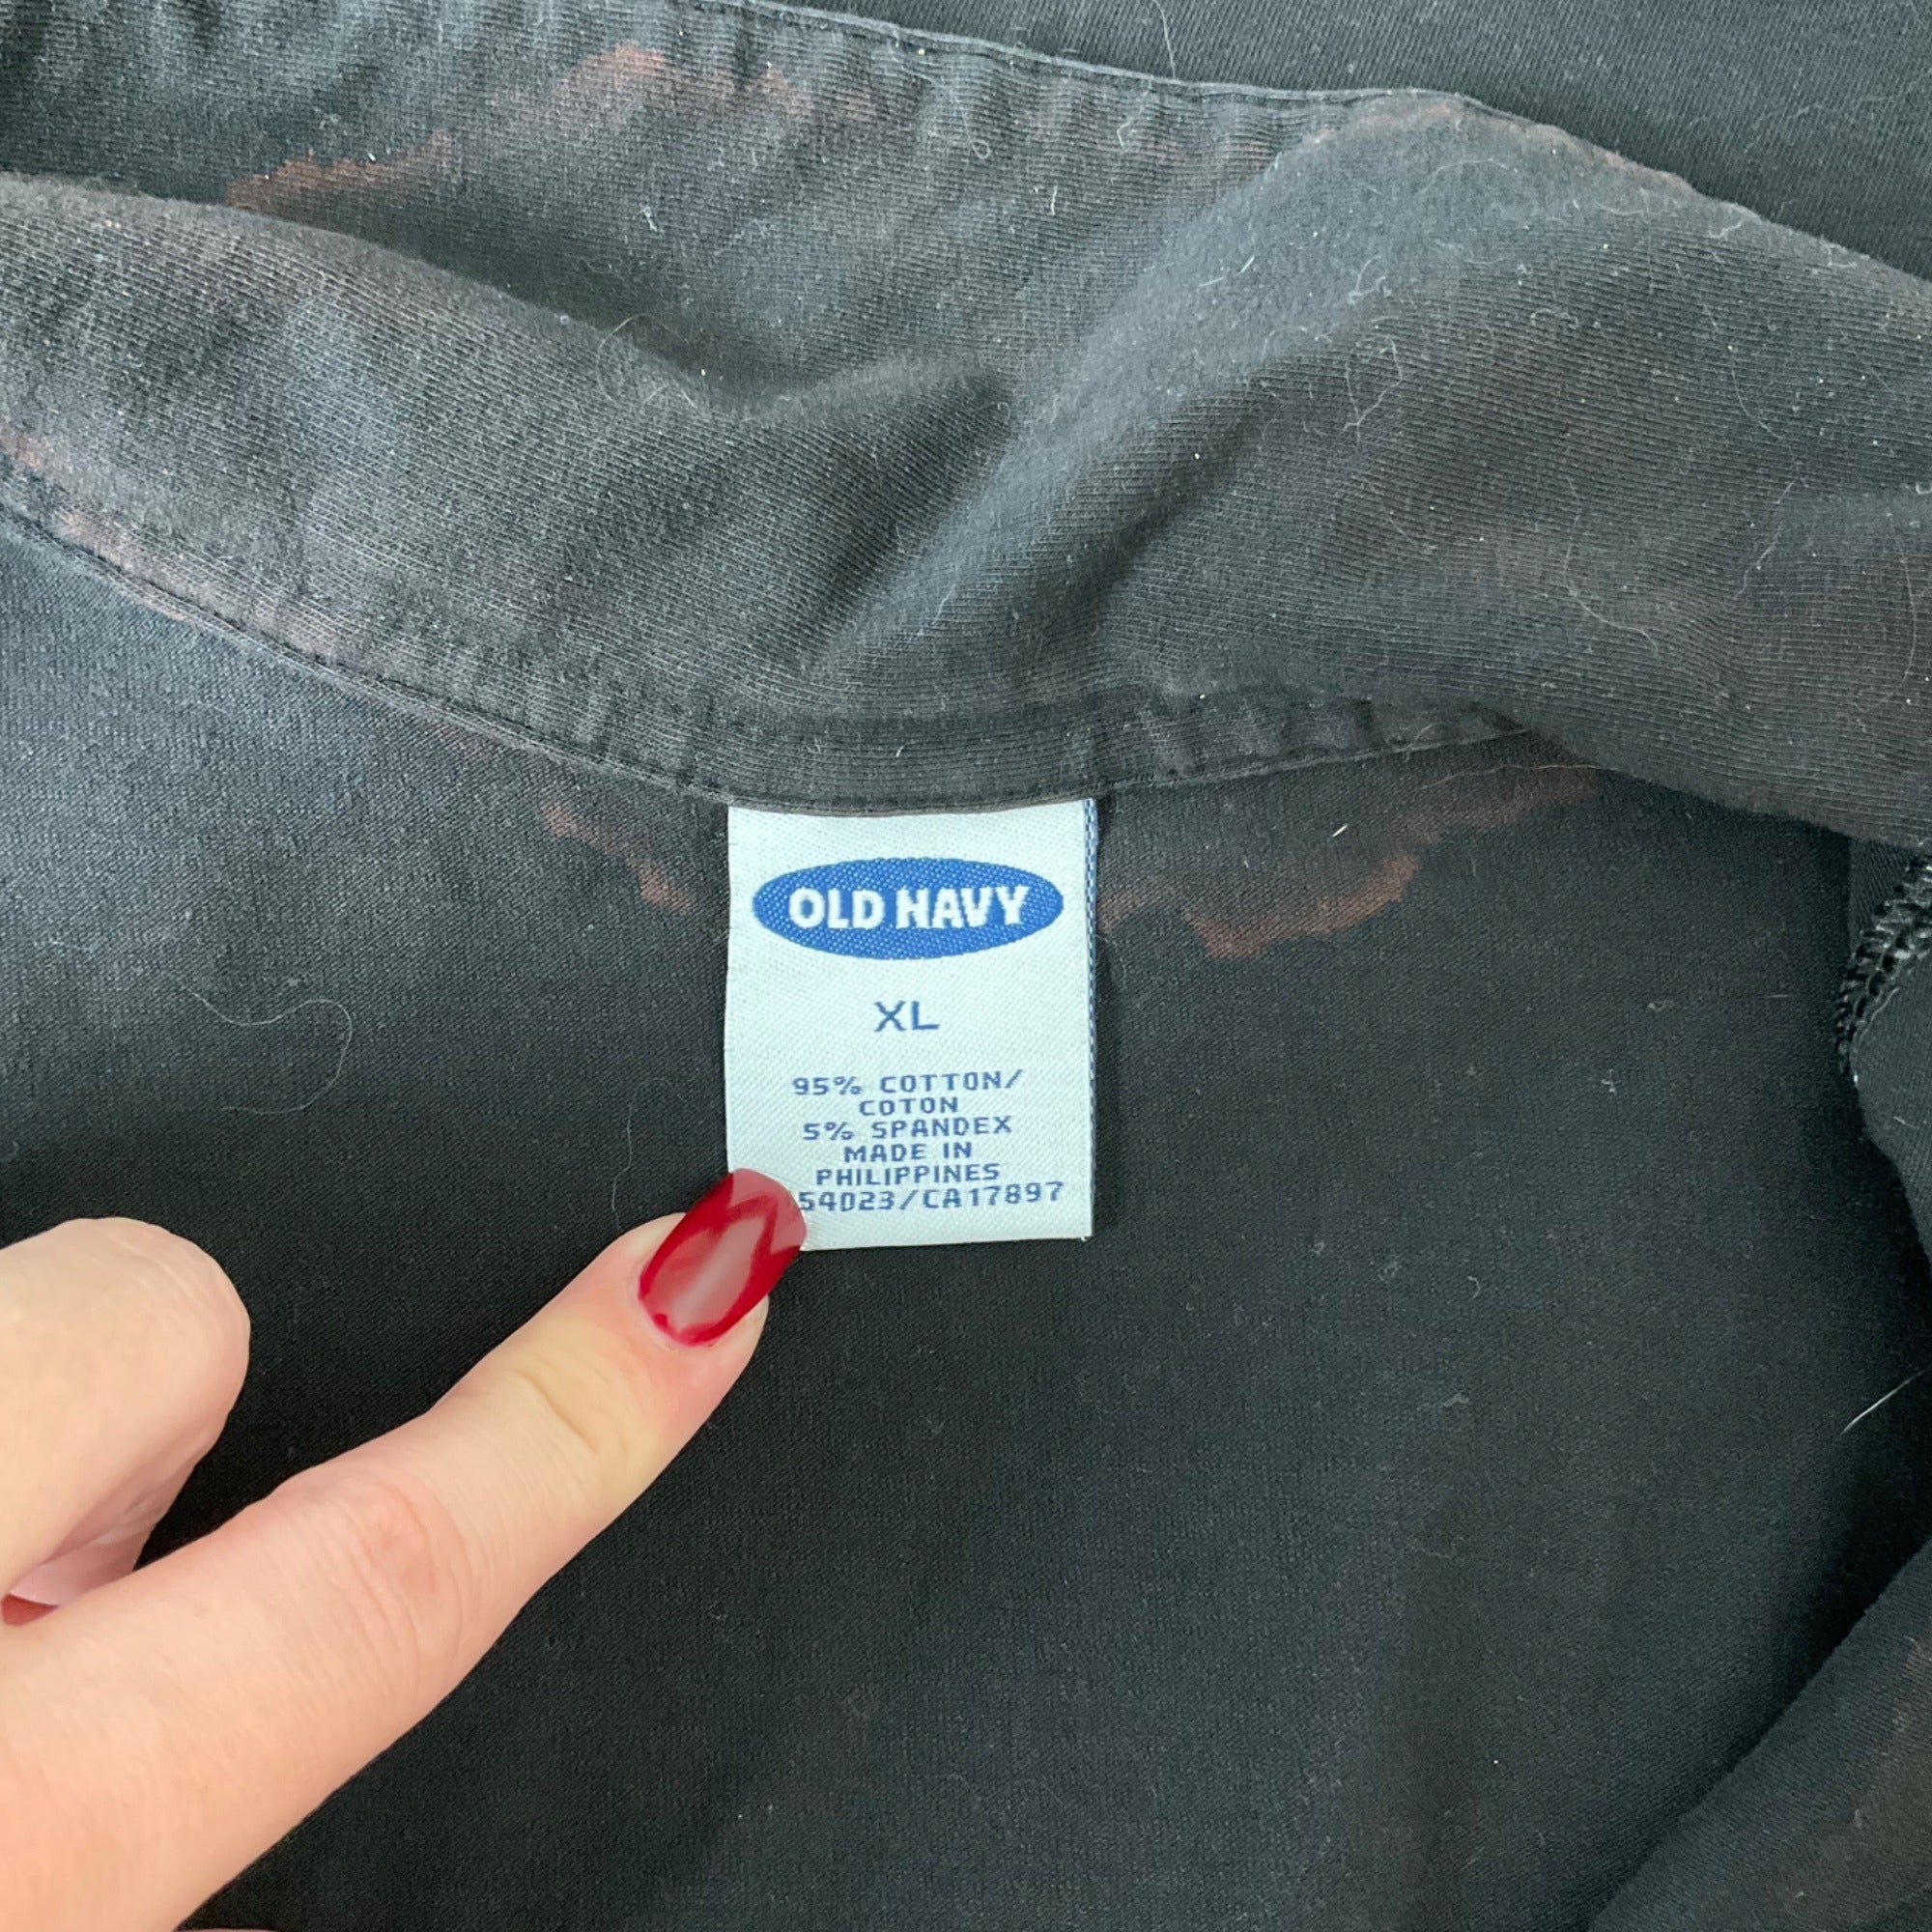 OLD NAVY
XL
95% COTTON/
COTON
5% SPANDEX
MADE IN
PHILIPPINES
54023/CA17897